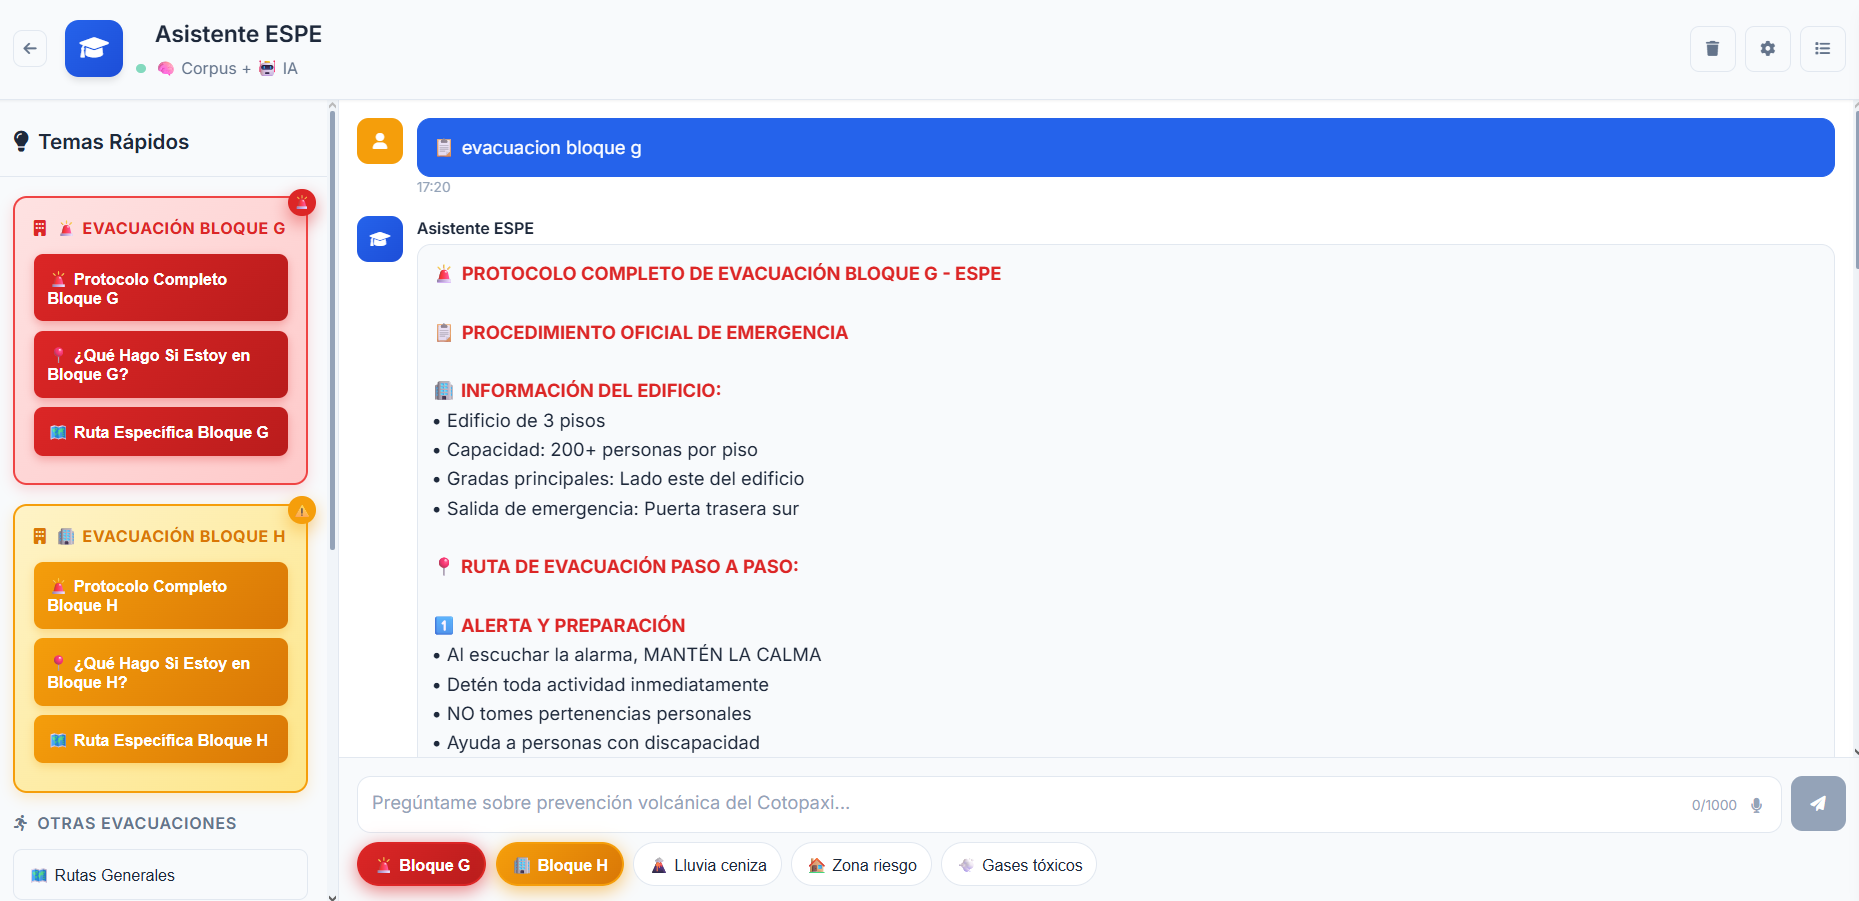 Asistente ESPE
Corpus + IA
Temas Rápidos
EVACUACIÓN BLOQUE G
Protocolo Completo
Bloque G
¿Qué Hago Si Estoy en
Bloque G?
Ruta Específica Bloque G
EVACUACIÓN BLOQUE H
Protocolo Completo
Bloque H
¿Qué Hago Si Estoy en
Bloque H?
Ruta Específica Bloque H
OTRAS EVACUACIONES
Rutas Generales
evacuacion bloque g
17:20
Asistente ESPE
PROTOCOLO COMPLETO DE EVACUACIÓN BLOQUE G - ESPE
PROCEDIMIENTO OFICIAL DE EMERGENCIA
INFORMACIÓN DEL EDIFICIO:
• Edificio de 3 pisos
• Capacidad: 200+ personas por piso
• Gradas principales: Lado este del edificio
• Salida de emergencia: Puerta trasera sur
RUTA DE EVACUACIÓN PASO A PASO:
1 ALERTA Y PREPARACIÓN
• Al escuchar la alarma, MANTÉN LA CALMA
• Detén toda actividad inmediatamente
• NO tomes pertenencias personales
• Ayuda a personas con discapacidad
Pregúntame sobre prevención volcánica del Cotopaxi...
0/1000
Bloque G
Bloque H
Lluvia ceniza
Zona riesgo
Gases tóxicos